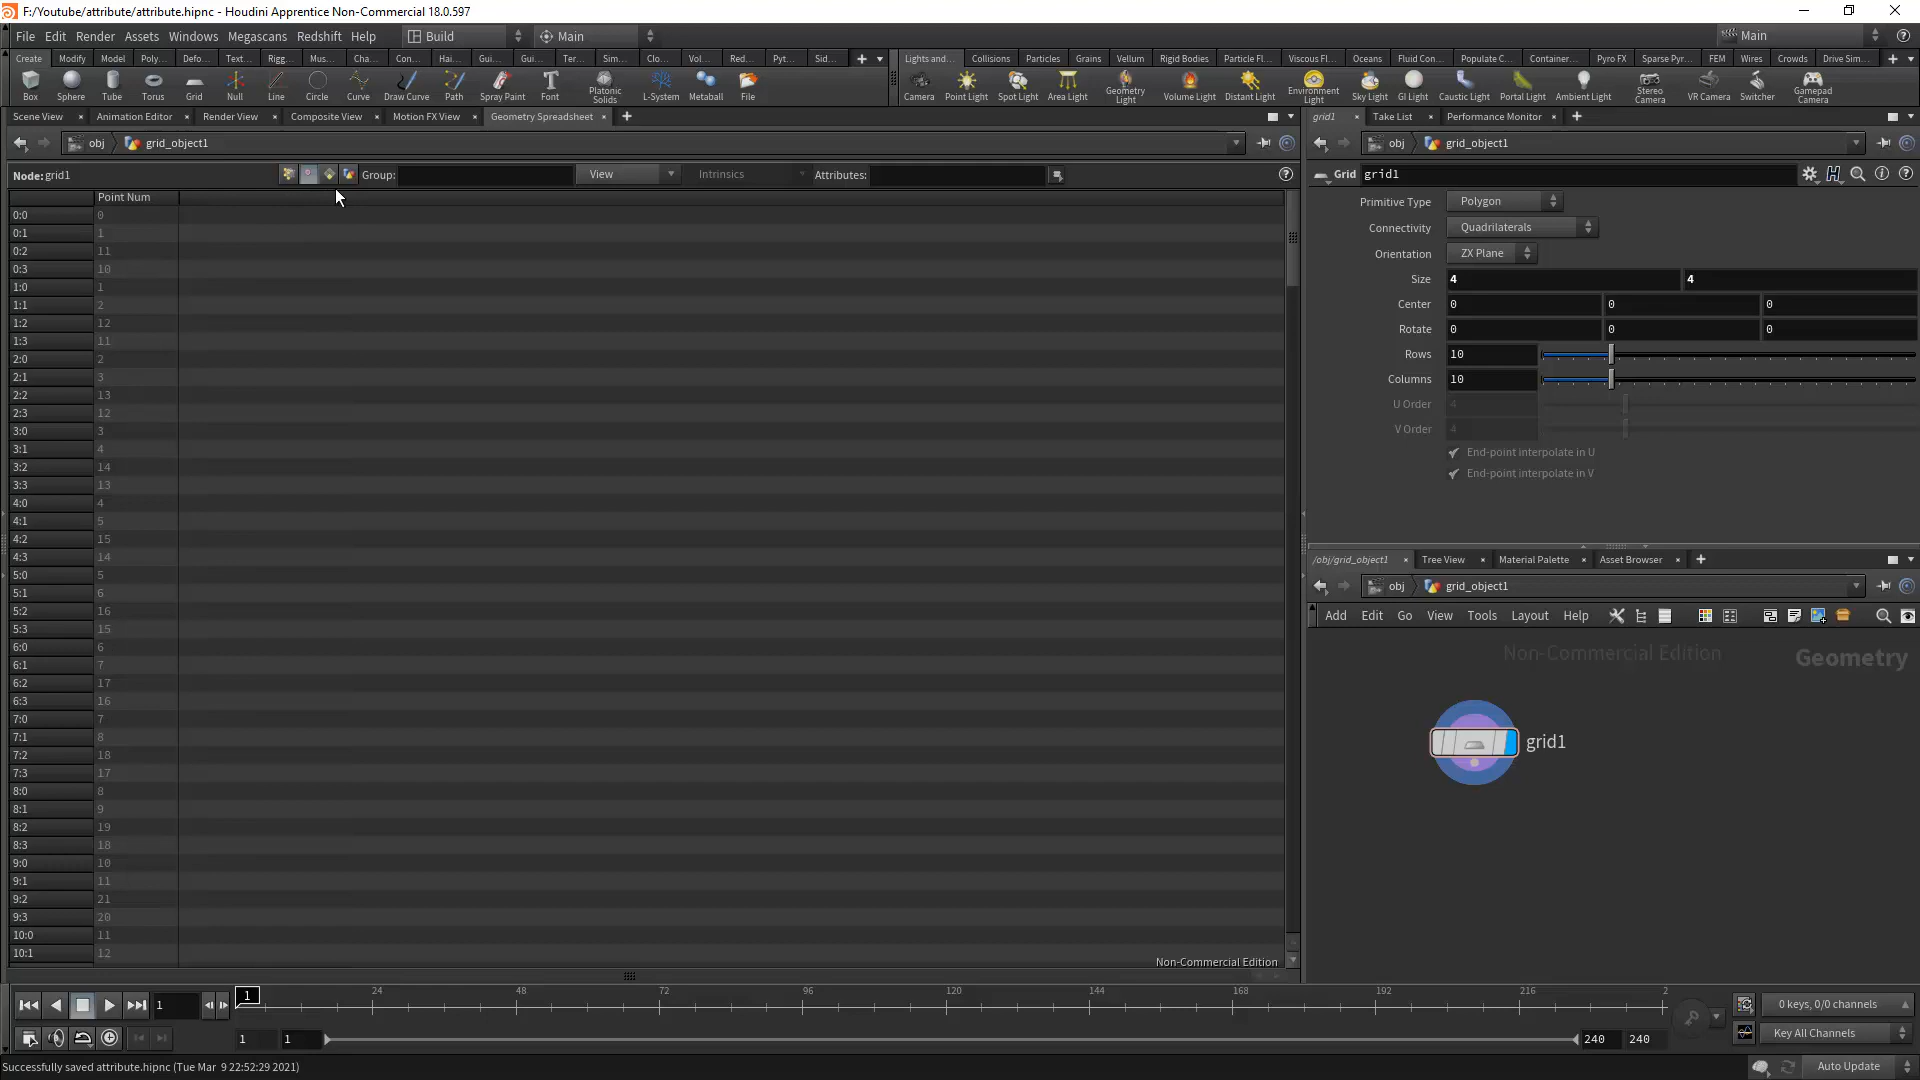 F:/Youtube/attribute/attribute.hipnc - Houdini Apprentice Non-Commercial 18.0.597
File Edit Render Assets Windows Megascans Redshift Help Build Main Main
Create Modify Model Poly... Defo... Text... Rigg... Mus... Cha... Con... Hai... Gui... Gui... Ter... Sim... Clo... Vol... Red... Pyt... Sid...
Lights and... Collisions Particles Grains Vellum Rigid Bodies Particle Fl... Viscous Fl... Oceans Fluid Con... Populate C... Container... Pyro FX Sparse Pyr... FEM Wires Crowds Drive Sim...
Box Sphere Tube Torus Grid Null Line Circle Curve Draw Curve Path Spray Paint Font Platonic Solids L-System Metaball File
Camera Point Light Spot Light Area Light Geometry Light Volume Light Distant Light Environment Light Sky Light GI Light Caustic Light Portal Light Ambient Light Stereo Camera VR Camera Switcher Gamepad Camera
Scene View Animation Editor Render View Composite View Motion FX View Geometry Spreadsheet
obj grid_object1
Node: grid1 Group: View Intrinsics Attributes:
Point Num
0:0 0
0:1 1
0:2 11
0:3 10
1:0 1
1:1 2
1:2 12
1:3 11
2:0 2
2:1 3
2:2 13
2:3 12
3:0 3
3:1 4
3:2 14
3:3 13
4:0 4
4:1 5
4:2 15
4:3 14
5:0 5
5:1 6
5:2 16
5:3 15
6:0 6
6:1 7
6:2 17
6:3 16
7:0 7
7:1 8
7:2 18
7:3 17
8:0 8
8:1 9
8:2 19
8:3 18
9:0 10
9:1 11
9:2 21
9:3 20
10:0 11
10:1 12
Non-Commercial Edition
grid1 Take List Performance Monitor
obj grid_object1
Grid grid1
Primitive Type Polygon
Connectivity Quadrilaterals
Orientation ZX Plane
Size 4 4
Center 0 0 0
Rotate 0 0 0
Rows 10
Columns 10
U Order 4
V Order 4
End-point interpolate in U
End-point interpolate in V
/obj/grid_object1 Tree View Material Palette Asset Browser
obj grid_object1
Add Edit Go View Tools Layout Help
Non-Commercial Edition
Geometry
grid1
1 1 24 48 72 96 120 144 168 192 216 2
0 keys, 0/0 channels
1 1 240 240
Key All Channels
Successfully saved attribute.hipnc (Tue Mar 9 22:52:29 2021)
Auto Update